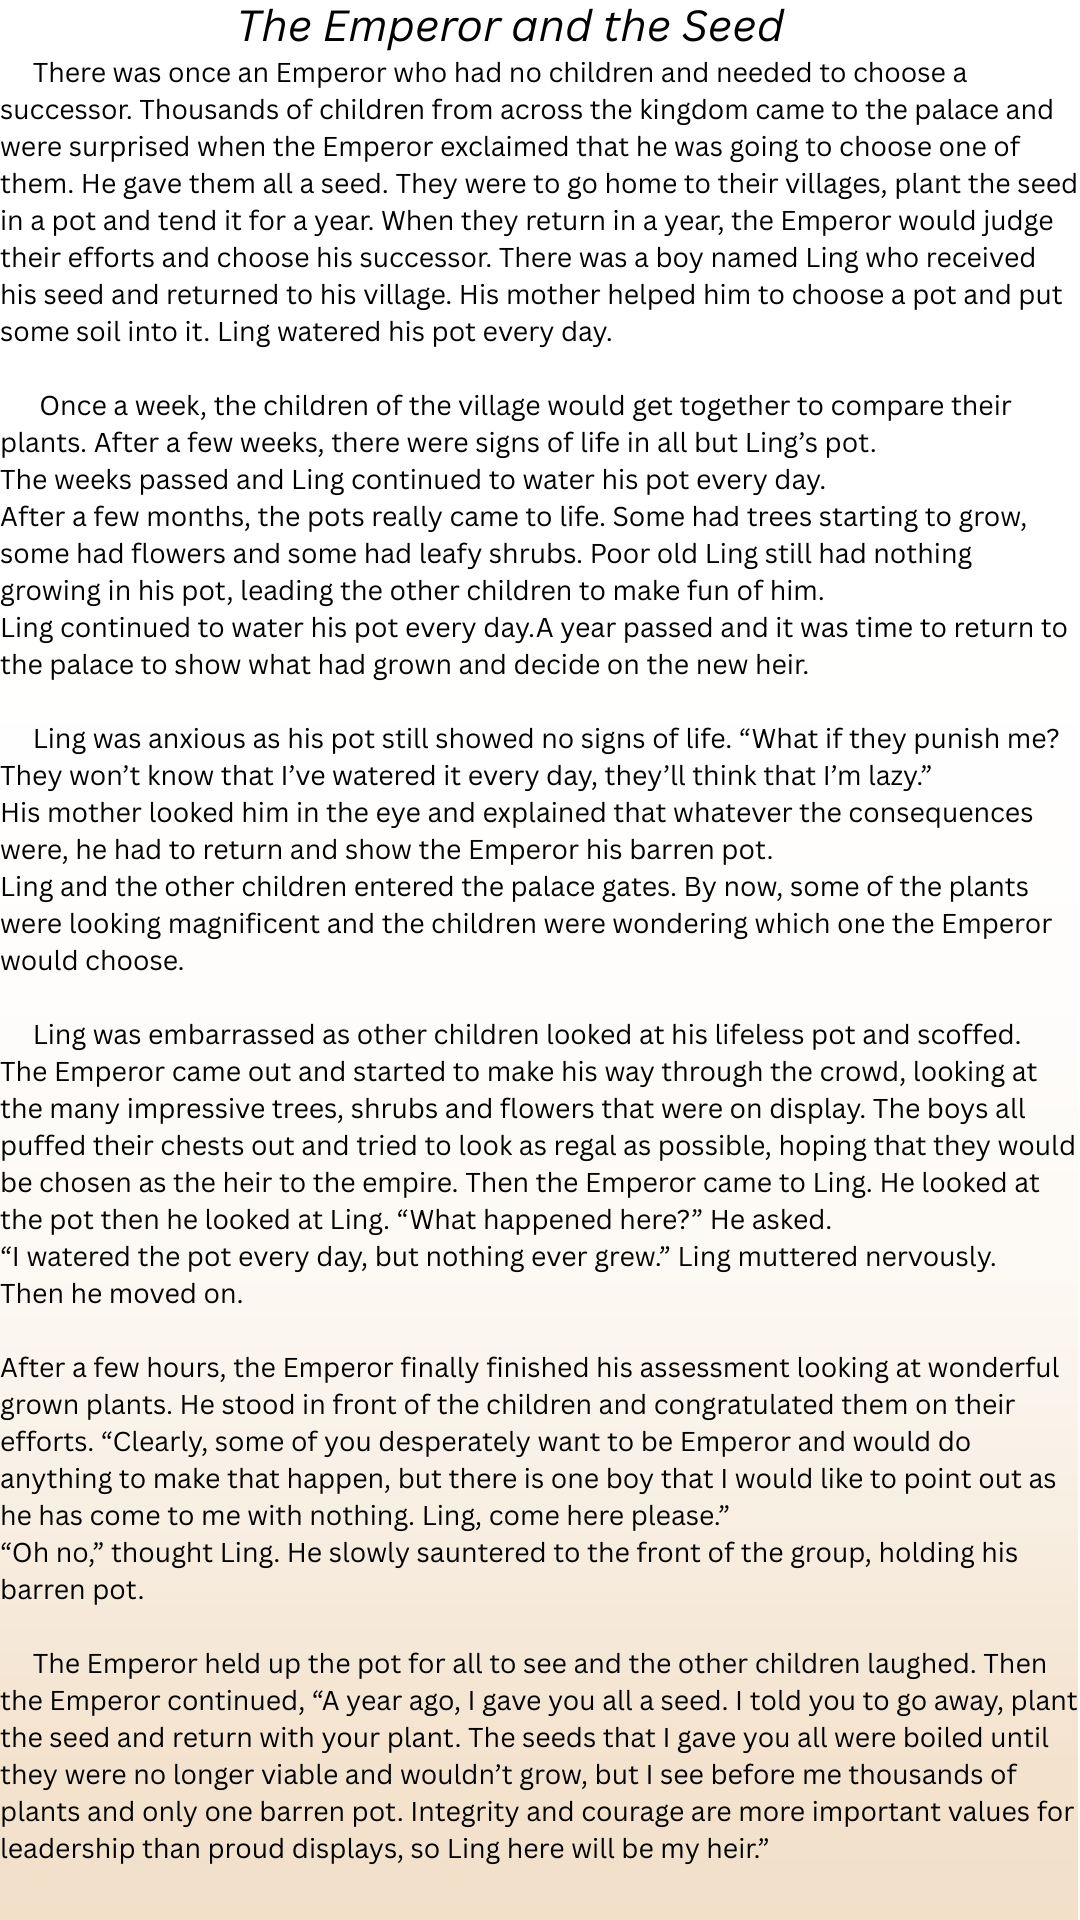 The Emperor and the Seed
There was once an Emperor who had no children and needed to choose a
successor. Thousands of children from across the kingdom came to the palace and
were surprised when the Emperor exclaimed that he was going to choose one of
them. He gave them all a seed. They were to go home to their villages, plant the seed
in a pot and tend it for a year. When they return in a year, the Emperor would judge
their efforts and choose his successor. There was a boy named Ling who received
his seed and returned to his village. His mother helped him to choose a pot and put
some soil into it. Ling watered his pot every day.
Once a week, the children of the village would get together to compare their
plants. After a few weeks, there were signs of life in all but Ling’s pot.
The weeks passed and Ling continued to water his pot every day.
After a few months, the pots really came to life. Some had trees starting to grow,
some had flowers and some had leafy shrubs. Poor old Ling still had nothing
growing in his pot, leading the other children to make fun of him.
Ling continued to water his pot every day.A year passed and it was time to return to
the palace to show what had grown and decide on the new heir.
Ling was anxious as his pot still showed no signs of life. “What if they punish me?
They won’t know that I’ve watered it every day, they’ll think that I’m lazy.”
His mother looked him in the eye and explained that whatever the consequences
were, he had to return and show the Emperor his barren pot.
Ling and the other children entered the palace gates. By now, some of the plants
were looking magnificent and the children were wondering which one the Emperor
would choose.
Ling was embarrassed as other children looked at his lifeless pot and scoffed.
The Emperor came out and started to make his way through the crowd, looking at
the many impressive trees, shrubs and flowers that were on display. The boys all
puffed their chests out and tried to look as regal as possible, hoping that they would
be chosen as the heir to the empire. Then the Emperor came to Ling. He looked at
the pot then he looked at Ling. “What happened here?” He asked.
“I watered the pot every day, but nothing ever grew.” Ling muttered nervously.
Then he moved on.
After a few hours, the Emperor finally finished his assessment looking at wonderful
grown plants. He stood in front of the children and congratulated them on their
efforts. “Clearly, some of you desperately want to be Emperor and would do
anything to make that happen, but there is one boy that I would like to point out as
he has come to me with nothing. Ling, come here please.”
“Oh no,” thought Ling. He slowly sauntered to the front of the group, holding his
barren pot.
The Emperor held up the pot for all to see and the other children laughed. Then
the Emperor continued, “A year ago, I gave you all a seed. I told you to go away, plant
the seed and return with your plant. The seeds that I gave you all were boiled until
they were no longer viable and wouldn’t grow, but I see before me thousands of
plants and only one barren pot. Integrity and courage are more important values for
leadership than proud displays, so Ling here will be my heir.”